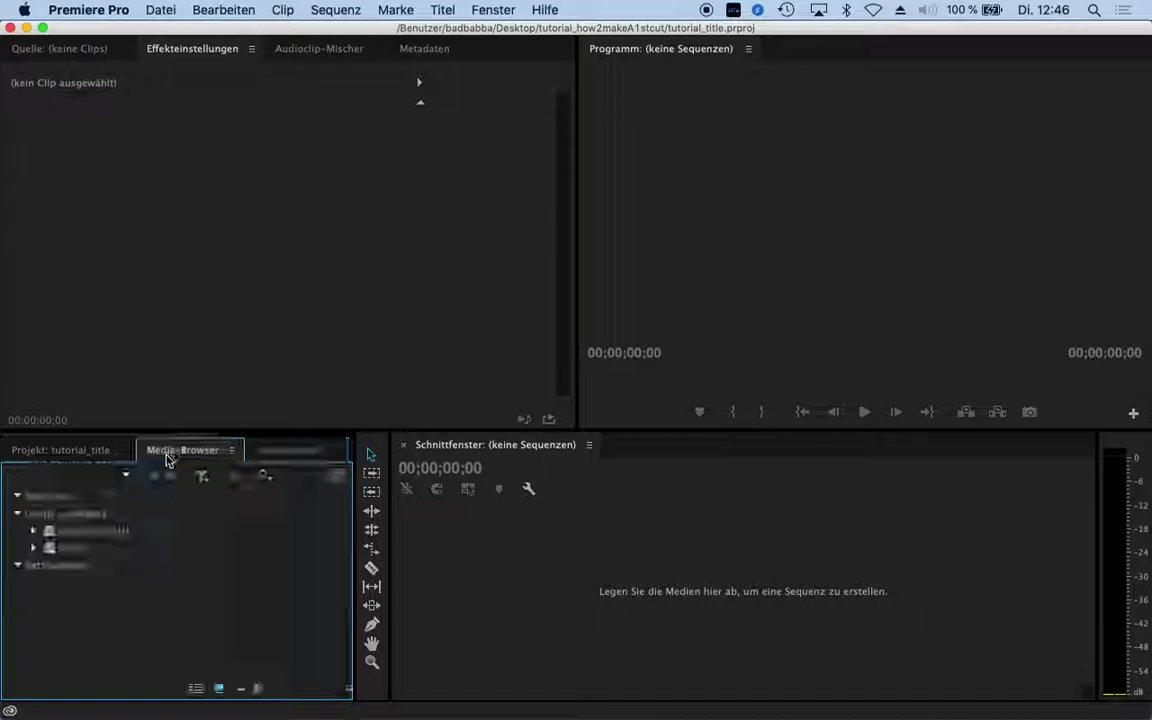 Premiere Pro Datei Bearbeiten Clip Sequenz Marke Titel Fenster Hilfe 100 % Di. 12:46
/Benutzer/badbabba/Desktop/tutorial_how2makeA1stcut/tutorial_title.prproj
Quelle: (keine Clips) Effekteinstellungen Audioclip-Mischer Metadaten Programm: (keine Sequenzen)
(kein Clip ausgewählt)
00;00;00;00 00;00;00;00
00:00:00;00
Projekt: tutorial_title Media-Browser Schnittfenster: (keine Sequenzen)
00;00;00;00
Legen Sie die Medien hier ab, um eine Sequenz zu erstellen.
0
-6
-12
-18
-24
-30
-36
-42
-48
-54
dB